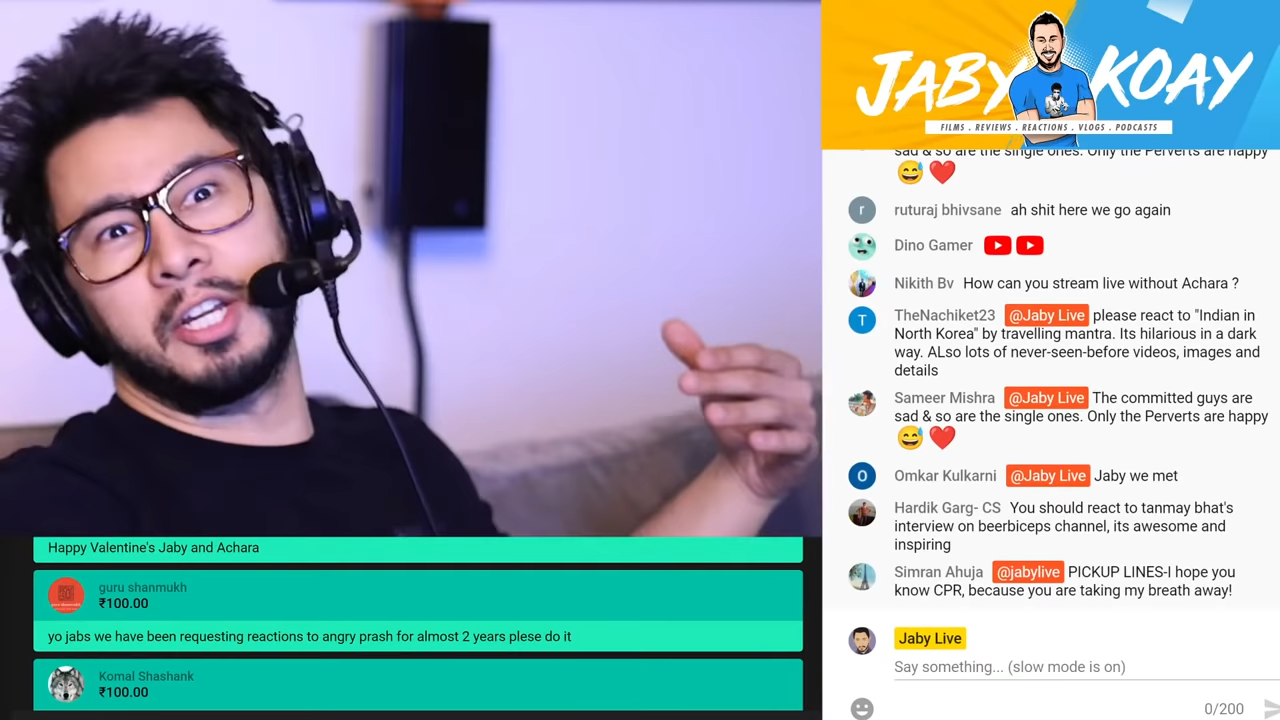 JABY KOAY
FILMS . REVIEWS . REACTIONS . VLOGS . PODCASTS
sad & so are the single ones. Only the Perverts are happy
😅 ❤️
r ruturaj bhivsane ah shit here we go again
Dino Gamer
Nikith Bv How can you stream live without Achara ?
T TheNachiket23 @Jaby Live please react to "Indian in
North Korea" by travelling mantra. Its hilarious in a dark
way. ALso lots of never-seen-before videos, images and
details
Sameer Mishra @Jaby Live The committed guys are
sad & so are the single ones. Only the Perverts are happy
😅 ❤️
O Omkar Kulkarni @Jaby Live Jaby we met
Hardik Garg- CS You should react to tanmay bhat's
interview on beerbiceps channel, its awesome and
inspiring
Simran Ahuja @jabylive PICKUP LINES-I hope you
know CPR, because you are taking my breath away!
Jaby Live
Say something... (slow mode is on)
0/200
Happy Valentine's Jaby and Achara
guru shanmukh
₹100.00
yo jabs we have been requesting reactions to angry prash for almost 2 years plese do it
Komal Shashank
₹100.00